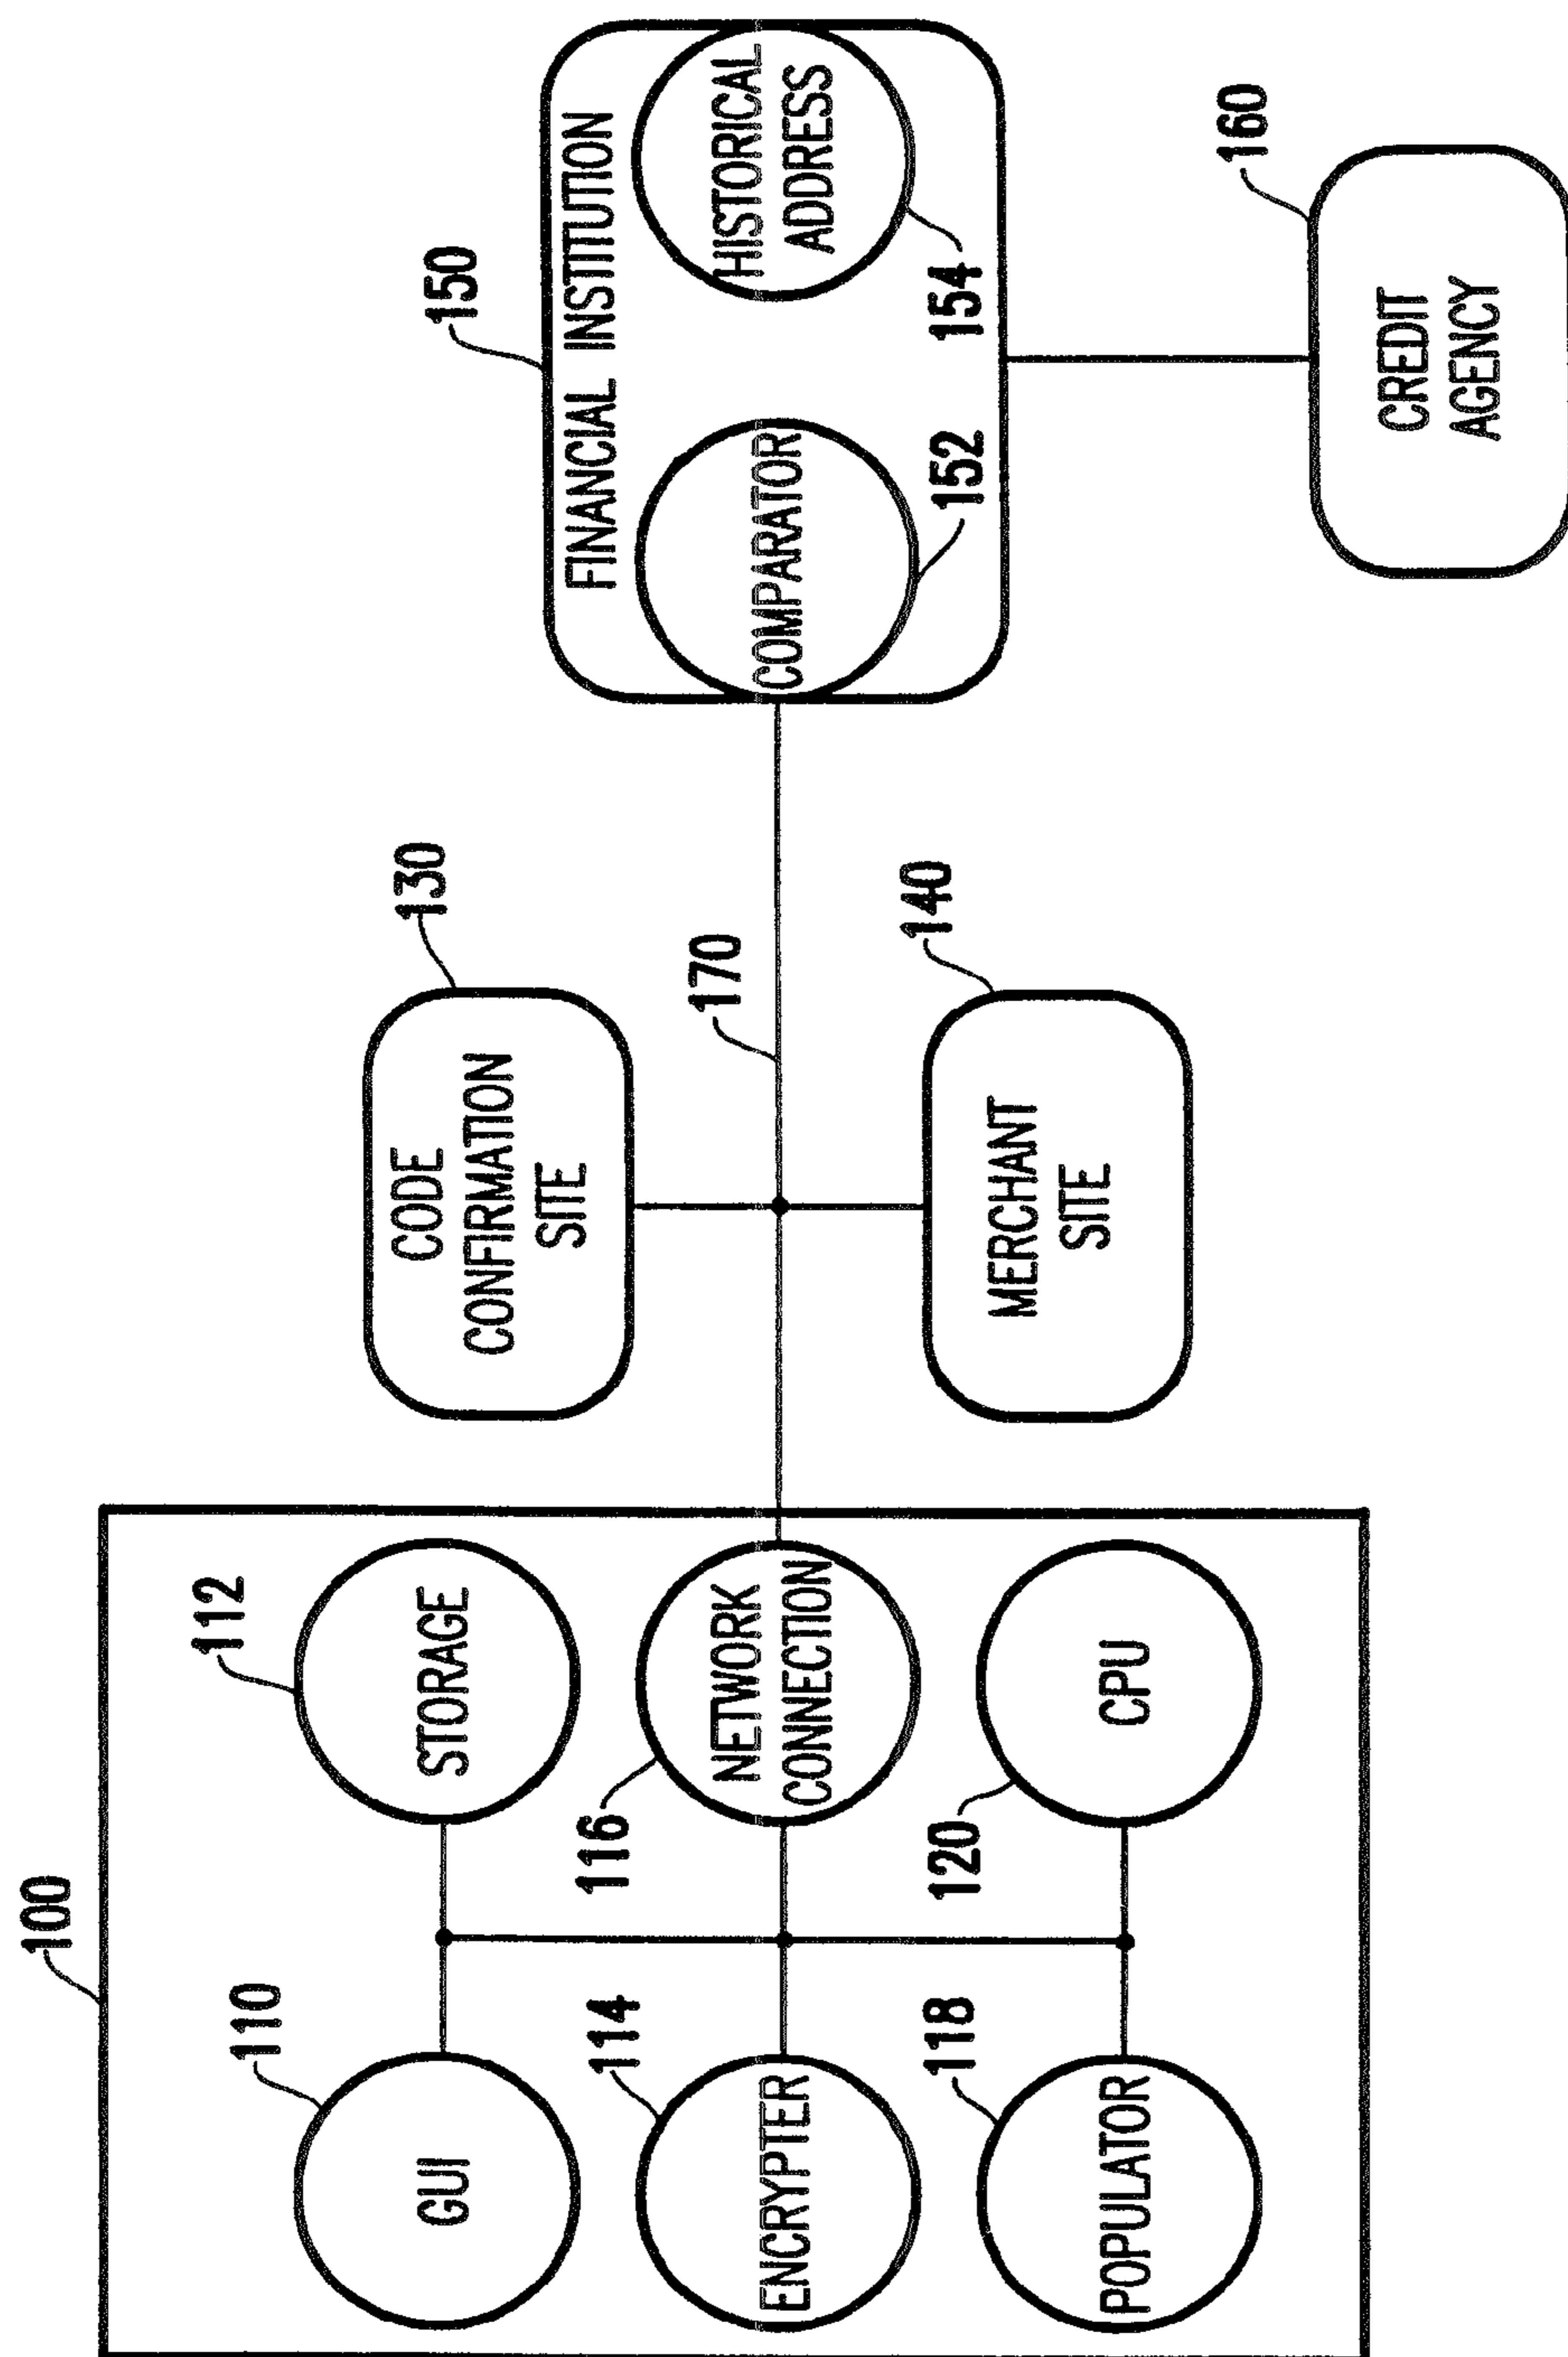 100
110
GUI
112
STORAGE
114
ENCRYPTER
116
NETWORK
CONNECTION
118
POPULATOR
120
CPU
130
CODE
CONFIRMATION
SITE
170
140
MERCHANT
SITE
150
FINANCIAL INSTITUTION
COMPARATOR
152
HISTORICAL
ADDRESS
154
160
CREDIT
AGENCY